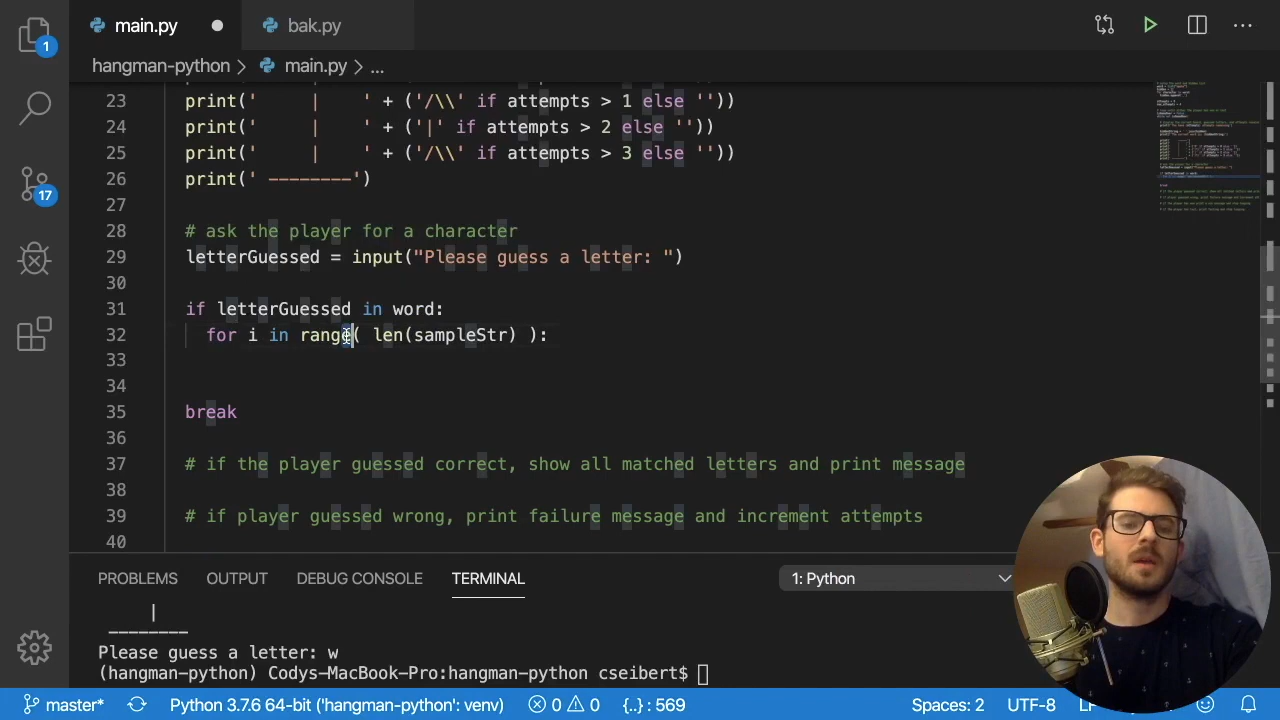 main.py
bak.py
1
hangman-python > main.py > ...
23 print('      |     ' + ('/\\' if attempts > 1 else ''))
24 print('      |     ' + ('|' if attempts > 2 else ''))
25 print('      |     ' + ('/\\' if attempts > 3 else ''))
26 print(' ––––––––')
27
28 # ask the player for a character
29 letterGuessed = input("Please guess a letter: ")
30
31 if letterGuessed in word:
32 for i in range( len(sampleStr) ):
33
34
35 break
36
37 # if the player guessed correct, show all matched letters and print message
38
39 # if player guessed wrong, print failure message and increment attempts
40
17
PROBLEMS OUTPUT DEBUG CONSOLE TERMINAL 1: Python
|
––––––––
Please guess a letter: w
(hangman-python) Codys-MacBook-Pro:hangman-python cseibert$
master* Python 3.7.6 64-bit ('hangman-python': venv) 0 0 {..} : 569 Spaces: 2 UTF-8